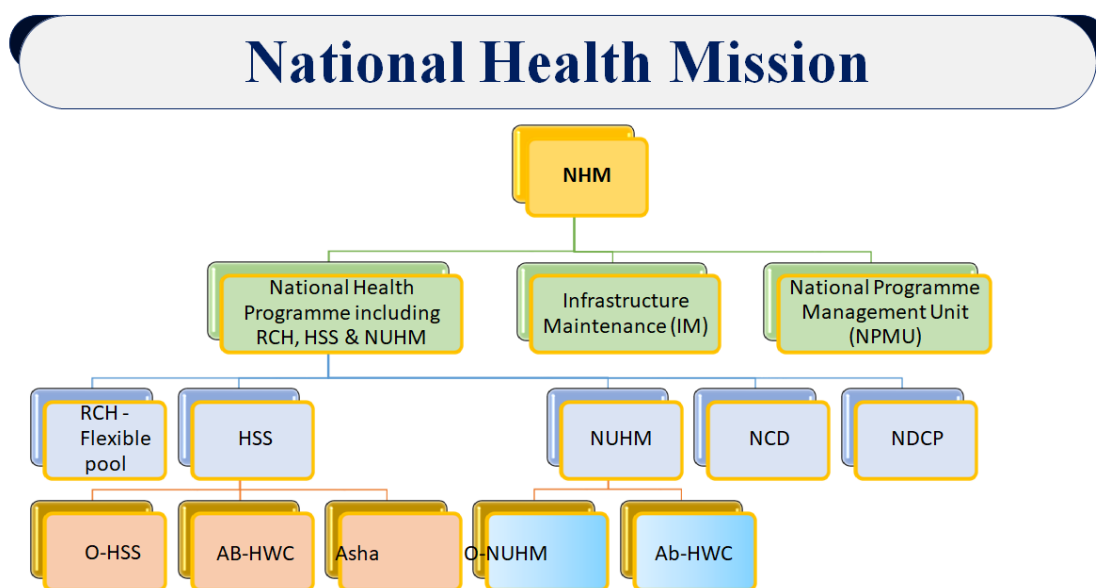 National Health Mission
NHM
National Health
Programme including
RCH, HSS & NUHM
Infrastructure
Maintenance (IM)
National Programme
Management Unit
(NPMU)
RCH -
Flexible
pool
HSS
NUHM
NCD
NDCP
O-HSS
AB-HWC
Asha
O-NUHM
Ab-HWC